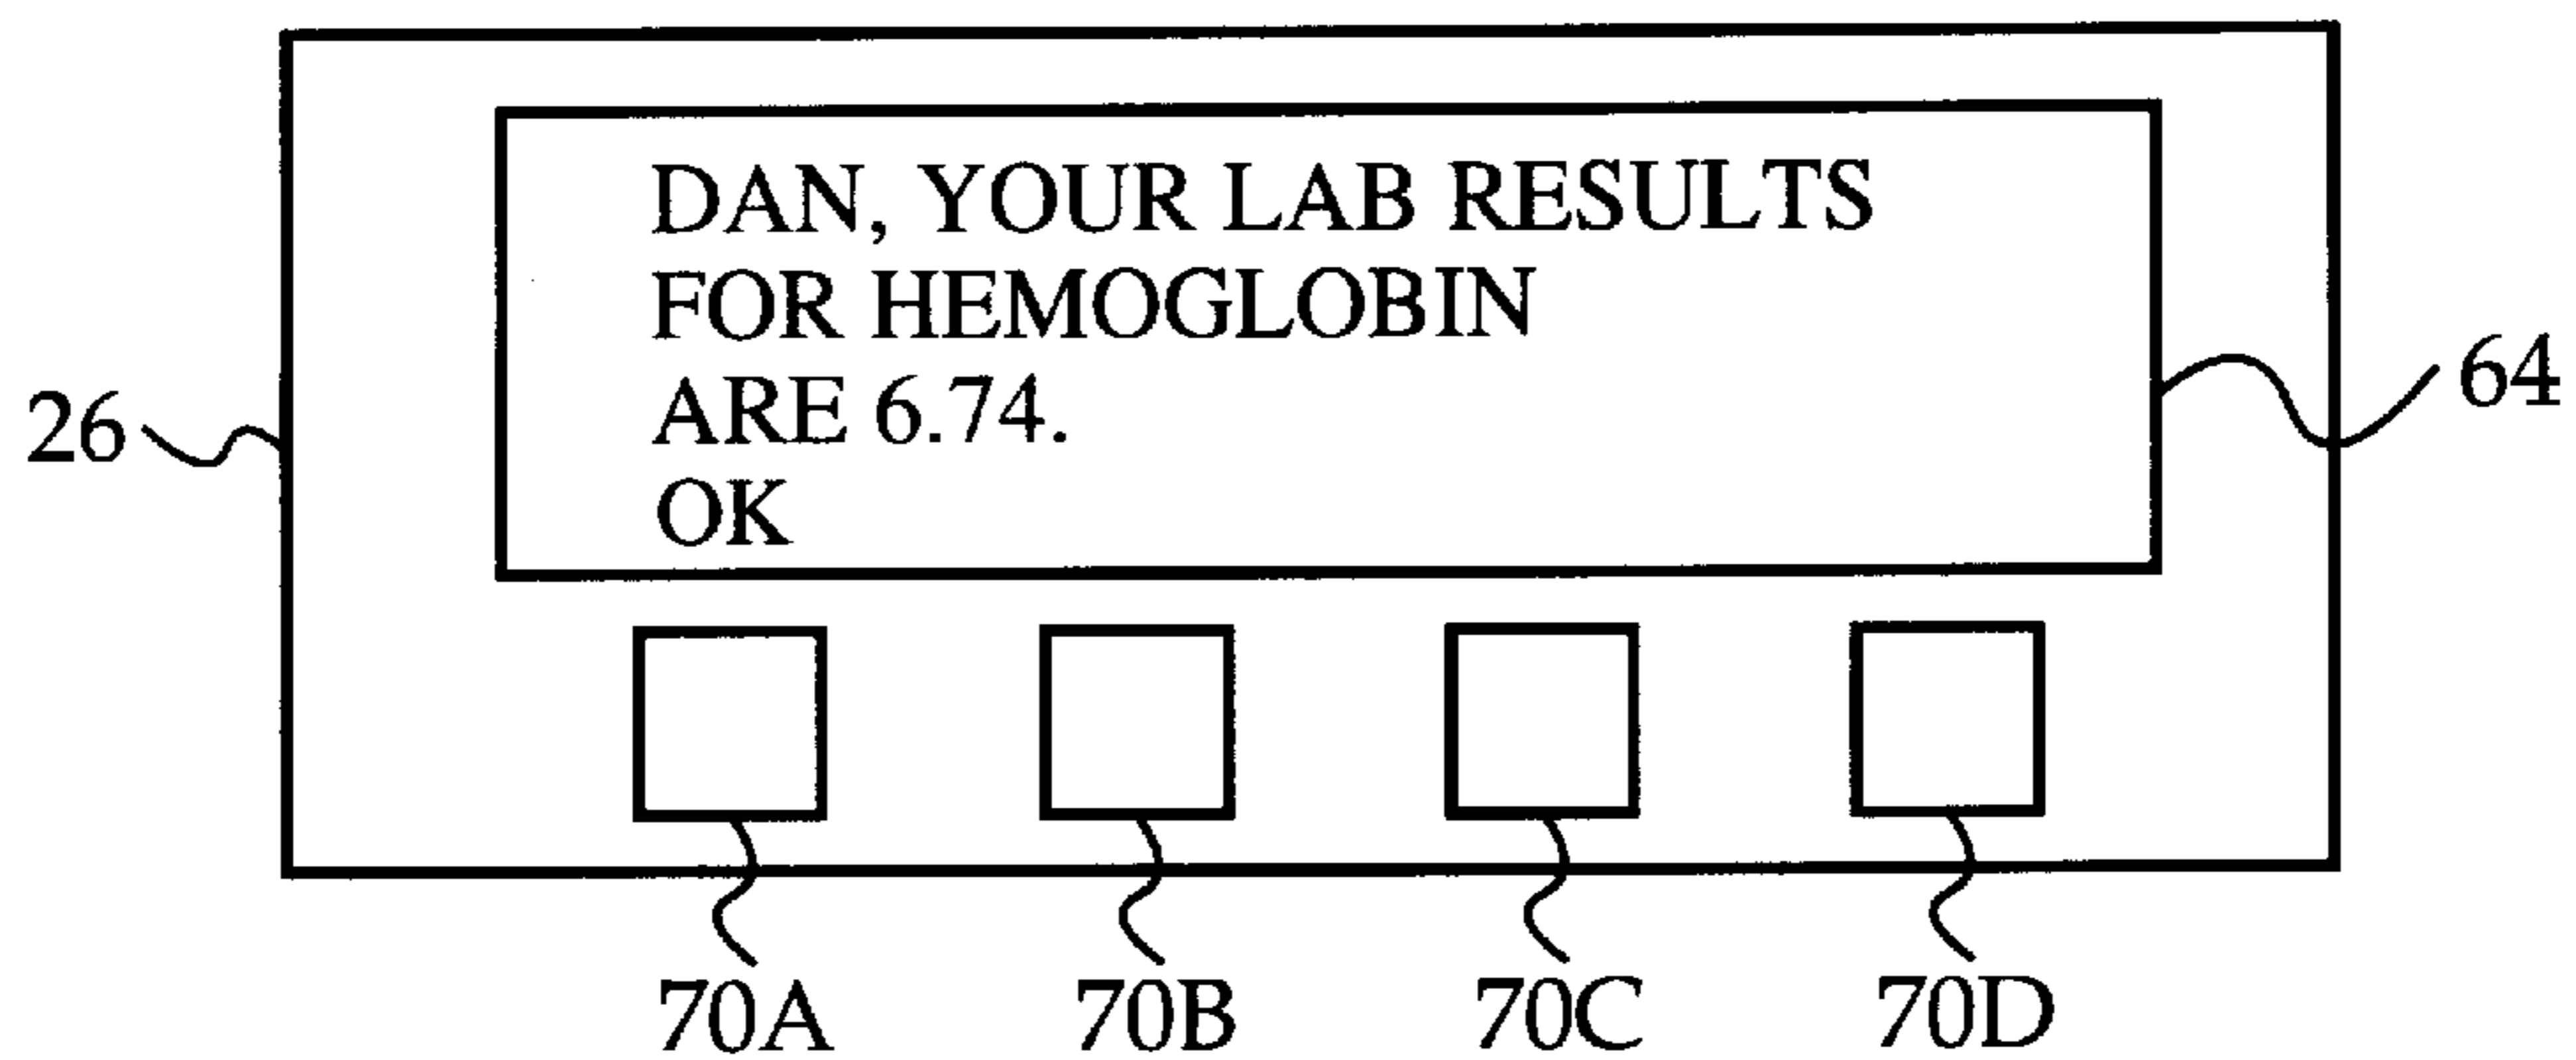 DAN, YOUR LAB RESULTS
FOR HEMOGLOBIN
ARE 6.74.
OK
26
64
70A 70B 70C 70D